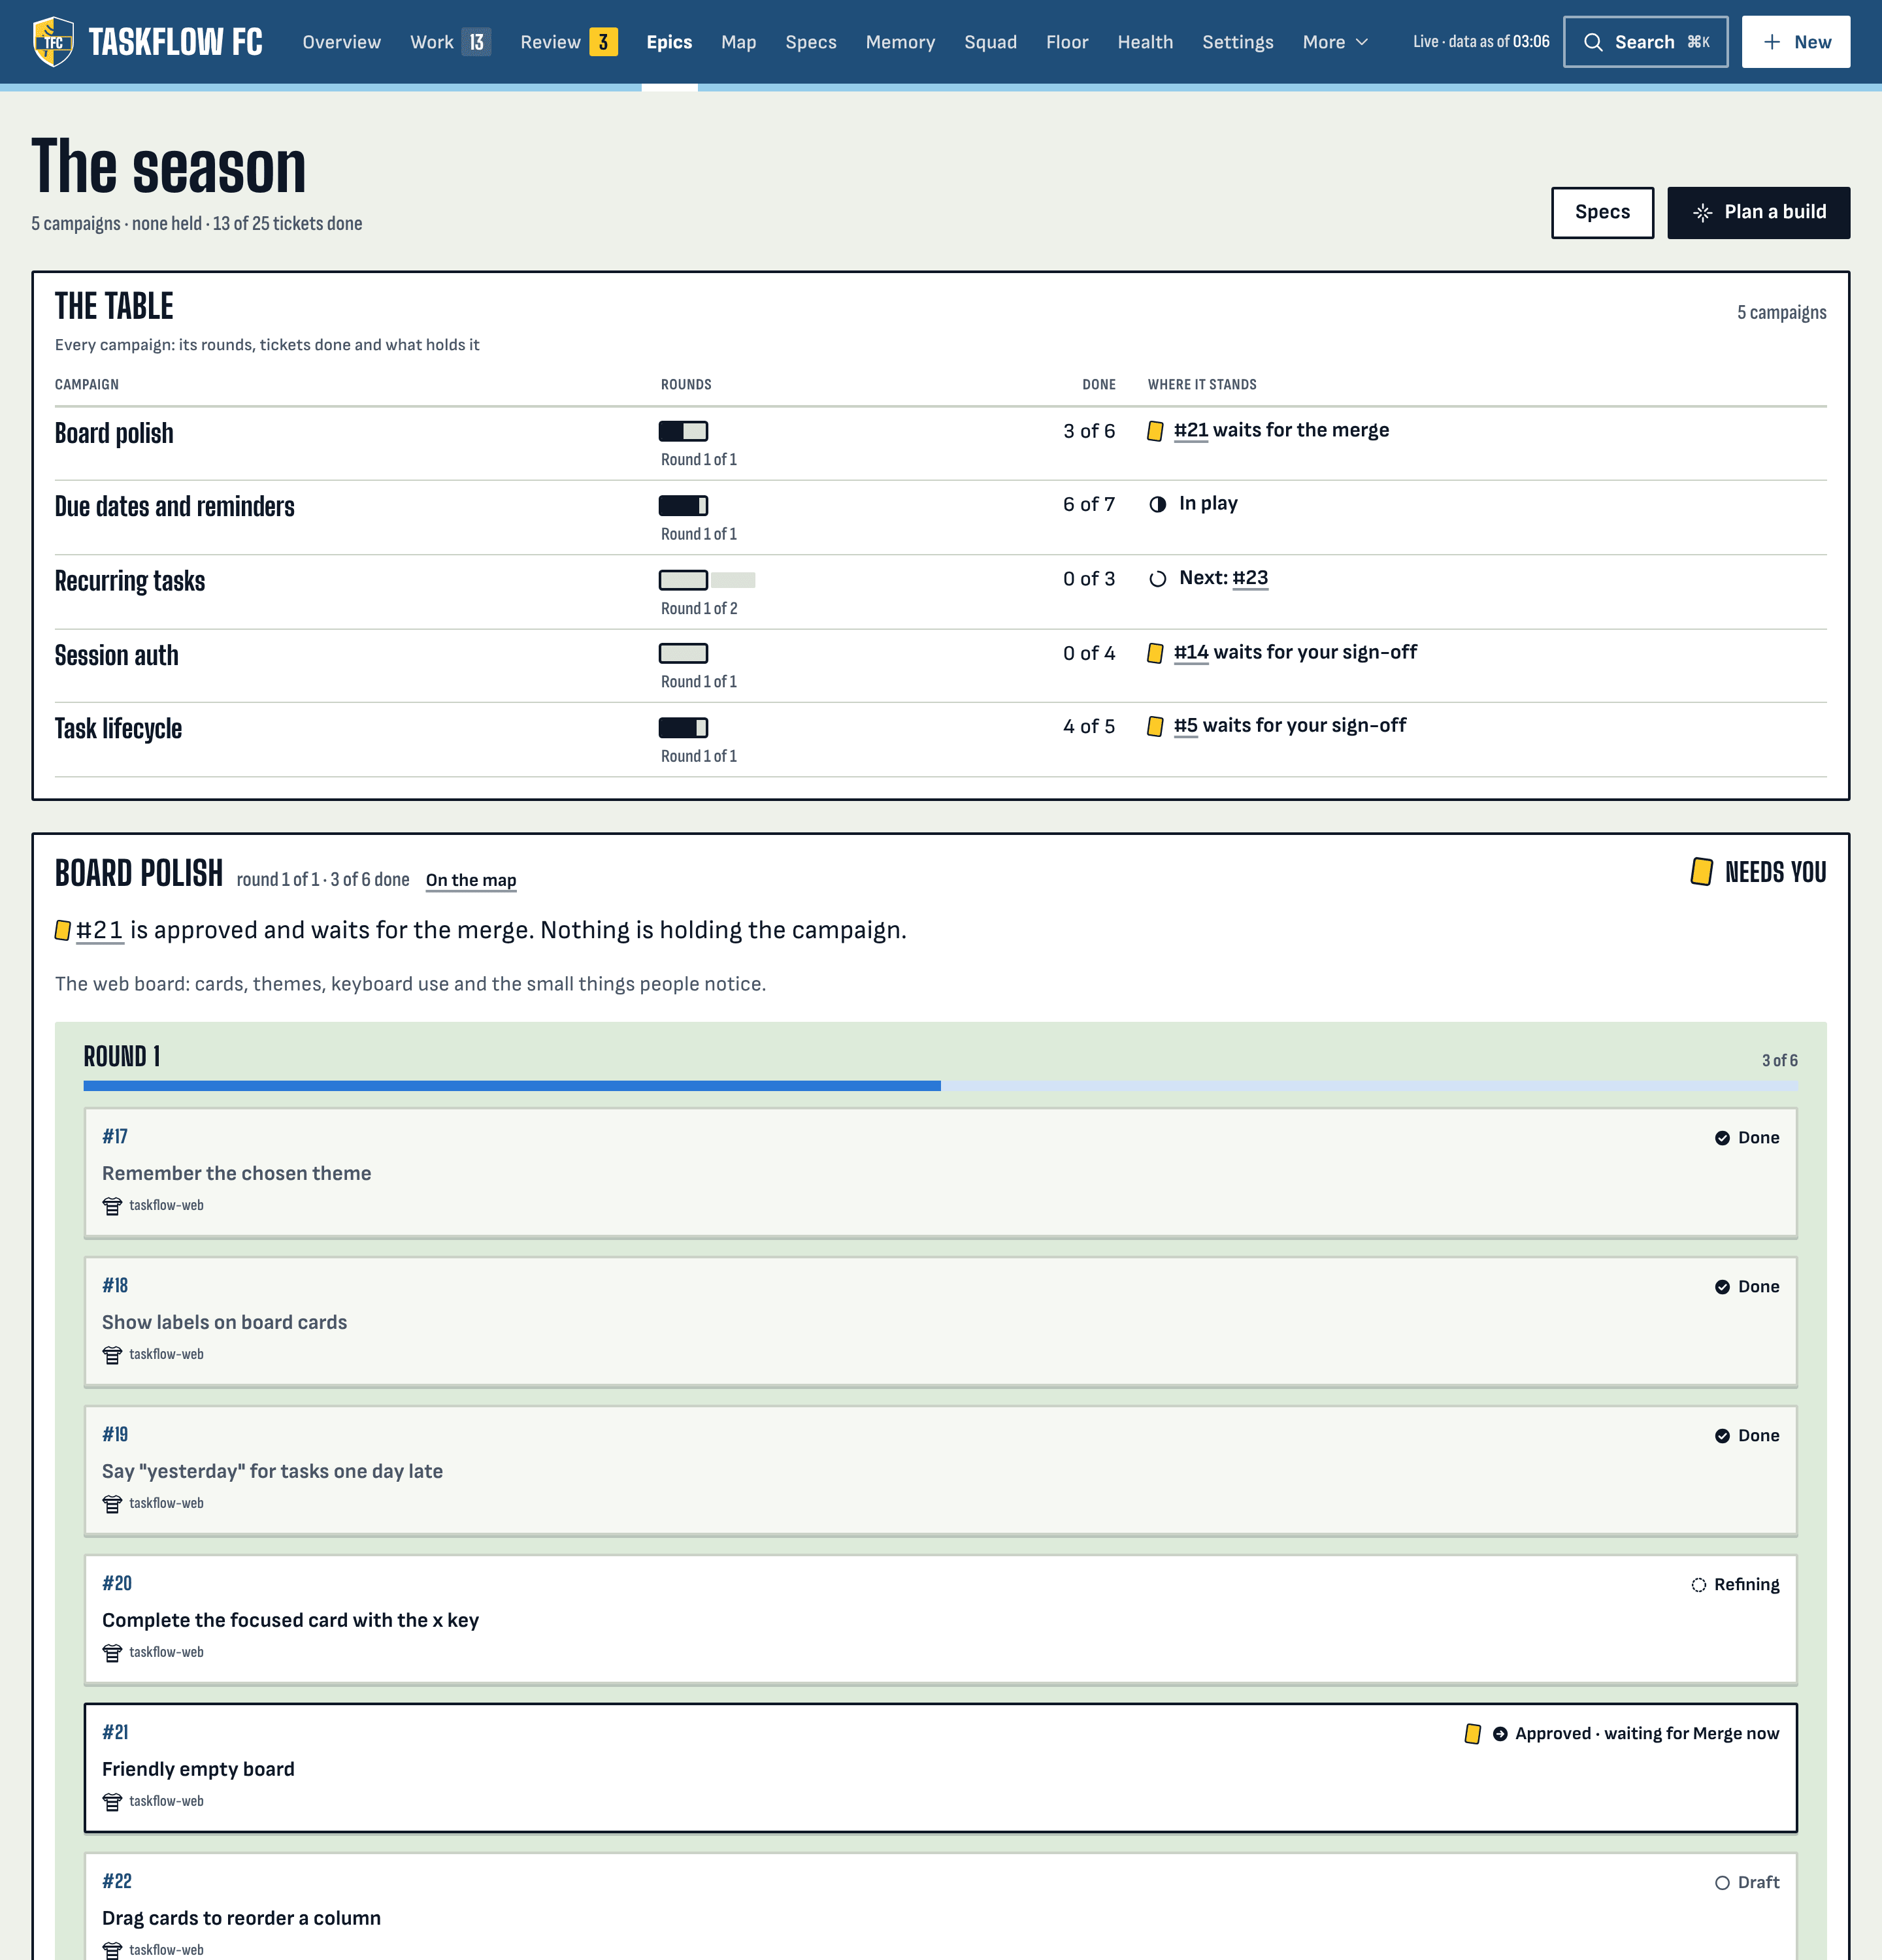 TFC TASKFLOW FC Overview Work 13 Review 3 Epics Map Specs Memory Squad Floor Health Settings More Live · data as of 03:06 Search ⌘K + New
The season
5 campaigns · none held · 13 of 25 tickets done
Specs Plan a build
THE TABLE
5 campaigns
Every campaign: its rounds, tickets done and what holds it
CAMPAIGN ROUNDS DONE WHERE IT STANDS
Board polish 3 of 6 #21 waits for the merge
Round 1 of 1
Due dates and reminders 6 of 7 In play
Round 1 of 1
Recurring tasks 0 of 3 Next: #23
Round 1 of 2
Session auth 0 of 4 #14 waits for your sign-off
Round 1 of 1
Task lifecycle 4 of 5 #5 waits for your sign-off
Round 1 of 1
BOARD POLISH round 1 of 1 · 3 of 6 done On the map NEEDS YOU
#21 is approved and waits for the merge. Nothing is holding the campaign.
The web board: cards, themes, keyboard use and the small things people notice.
ROUND 1 3 of 6
#17 Done
Remember the chosen theme
taskflow-web
#18 Done
Show labels on board cards
taskflow-web
#19 Done
Say "yesterday" for tasks one day late
taskflow-web
#20 Refining
Complete the focused card with the x key
taskflow-web
#21 Approved · waiting for Merge now
Friendly empty board
taskflow-web
#22 Draft
Drag cards to reorder a column
taskflow-web